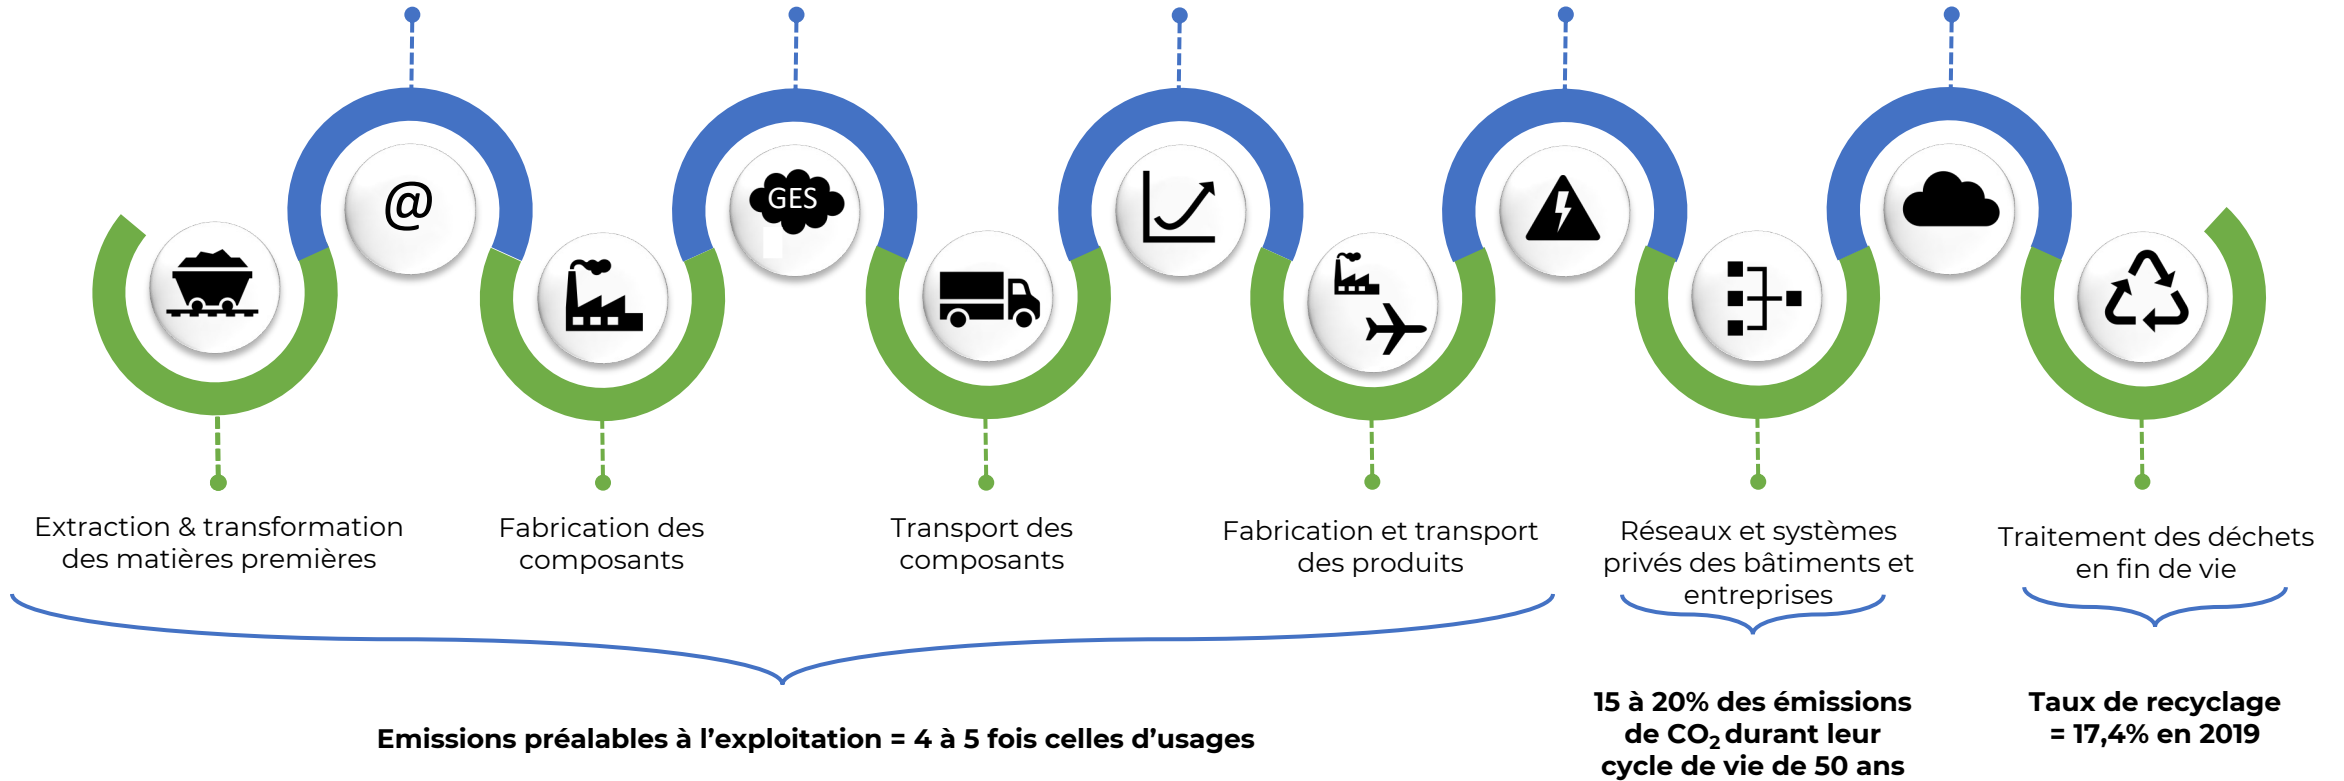 @
GES
Extraction & transformation
des matières premières
Fabrication des
composants
Transport des
composants
Fabrication et transport
des produits
Réseaux et systèmes
privés des bâtiments et
entreprises
Traitement des déchets
en fin de vie
Emissions préalables à l’exploitation = 4 à 5 fois celles d’usages
15 à 20% des émissions
de CO₂ durant leur
cycle de vie de 50 ans
Taux de recyclage
= 17,4% en 2019